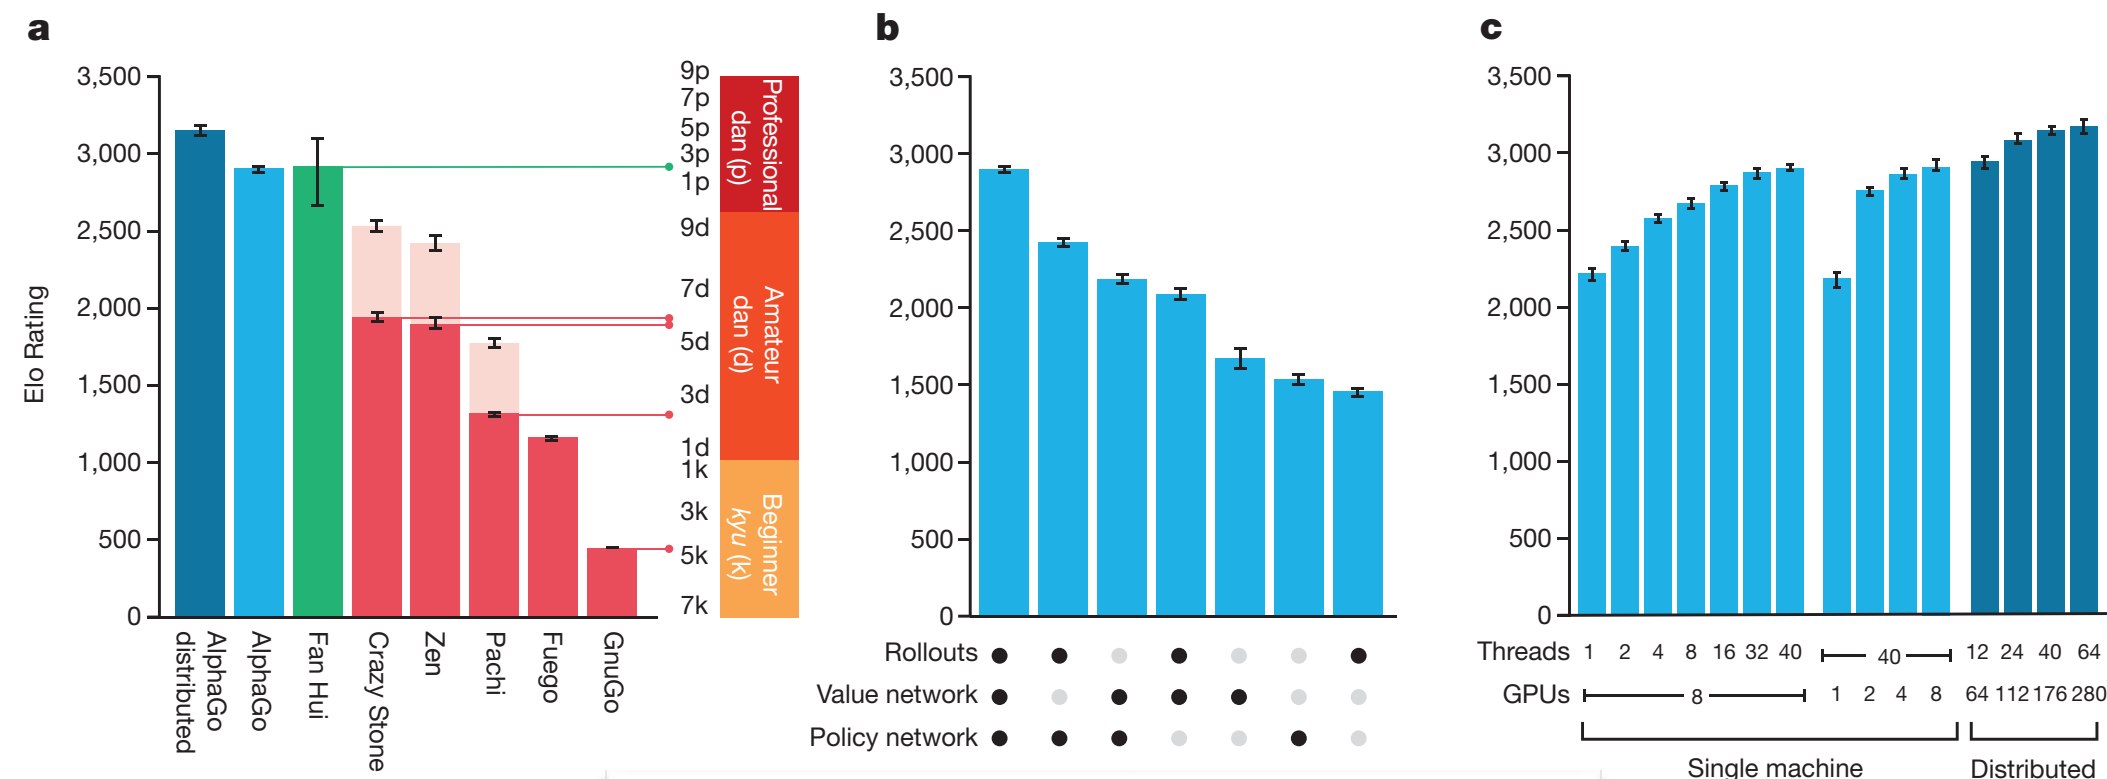 a
3,500
3,000
2,500
2,000
1,500
1,000
500
0
Elo Rating
AlphaGo
distributed
AlphaGo
Fan Hui
Crazy Stone
Zen
Pachi
Fuego
GnuGo
9p
7p
5p
3p
1p
9d
7d
5d
3d
1d
1k
3k
5k
7k
Professional
dan (p)
Amateur
dan (d)
Beginner
kyu (k)
b
3,500
3,000
2,500
2,000
1,500
1,000
500
0
Rollouts
Value network
Policy network
c
3,500
3,000
2,500
2,000
1,500
1,000
500
0
Threads 1 2 4 8 16 32 40 40 12 24 40 64
GPUs 8 1 2 4 8 64 112 176 280
Single machine Distributed